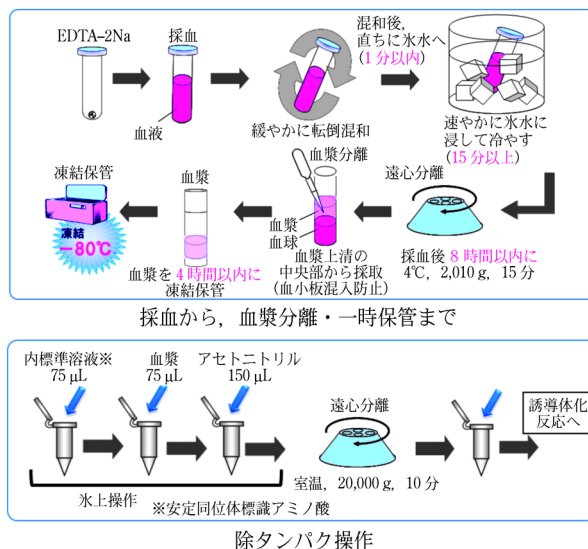 EDTA–2Na
採血
混和後,
直ちに氷水へ
(1分以内)
血液
緩やかに転倒混和
速やかに氷水に
浸して冷やす
(15分以上)
遠心分離
採血後 8時間以内に
4℃, 2,010 g, 15分
血漿分離
血漿
血球
血漿上清の
中央部から採取
(血小板混入防止)
血漿
血漿を4時間以内に
凍結保管
凍結保管
凍結
−80℃
採血から, 血漿分離・一時保管まで
内標準溶液※
75 μL
血漿
75 μL
アセトニトリル
150 μL
遠心分離
誘導体化
反応へ
室温, 20,000 g, 10分
氷上操作
※安定同位体標識アミノ酸
除タンパク操作